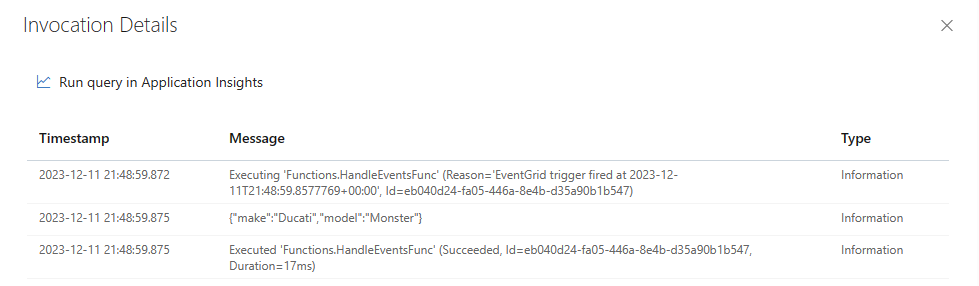 Invocation Details
Run query in Application Insights
Timestamp Message Type
2023-12-11 21:48:59.872 Executing 'Functions.HandleEventsFunc' (Reason='EventGrid trigger fired at 2023-12- Information
11T21:48:59.8577769+00:00', Id=eb040d24-fa05-446a-8e4b-d35a90b1b547)
2023-12-11 21:48:59.875 {"make":"Ducati","model":"Monster"} Information
2023-12-11 21:48:59.875 Executed 'Functions.HandleEventsFunc' (Succeeded, Id=eb040d24-fa05-446a-8e4b-d35a90b1b547, Information
Duration=17ms)